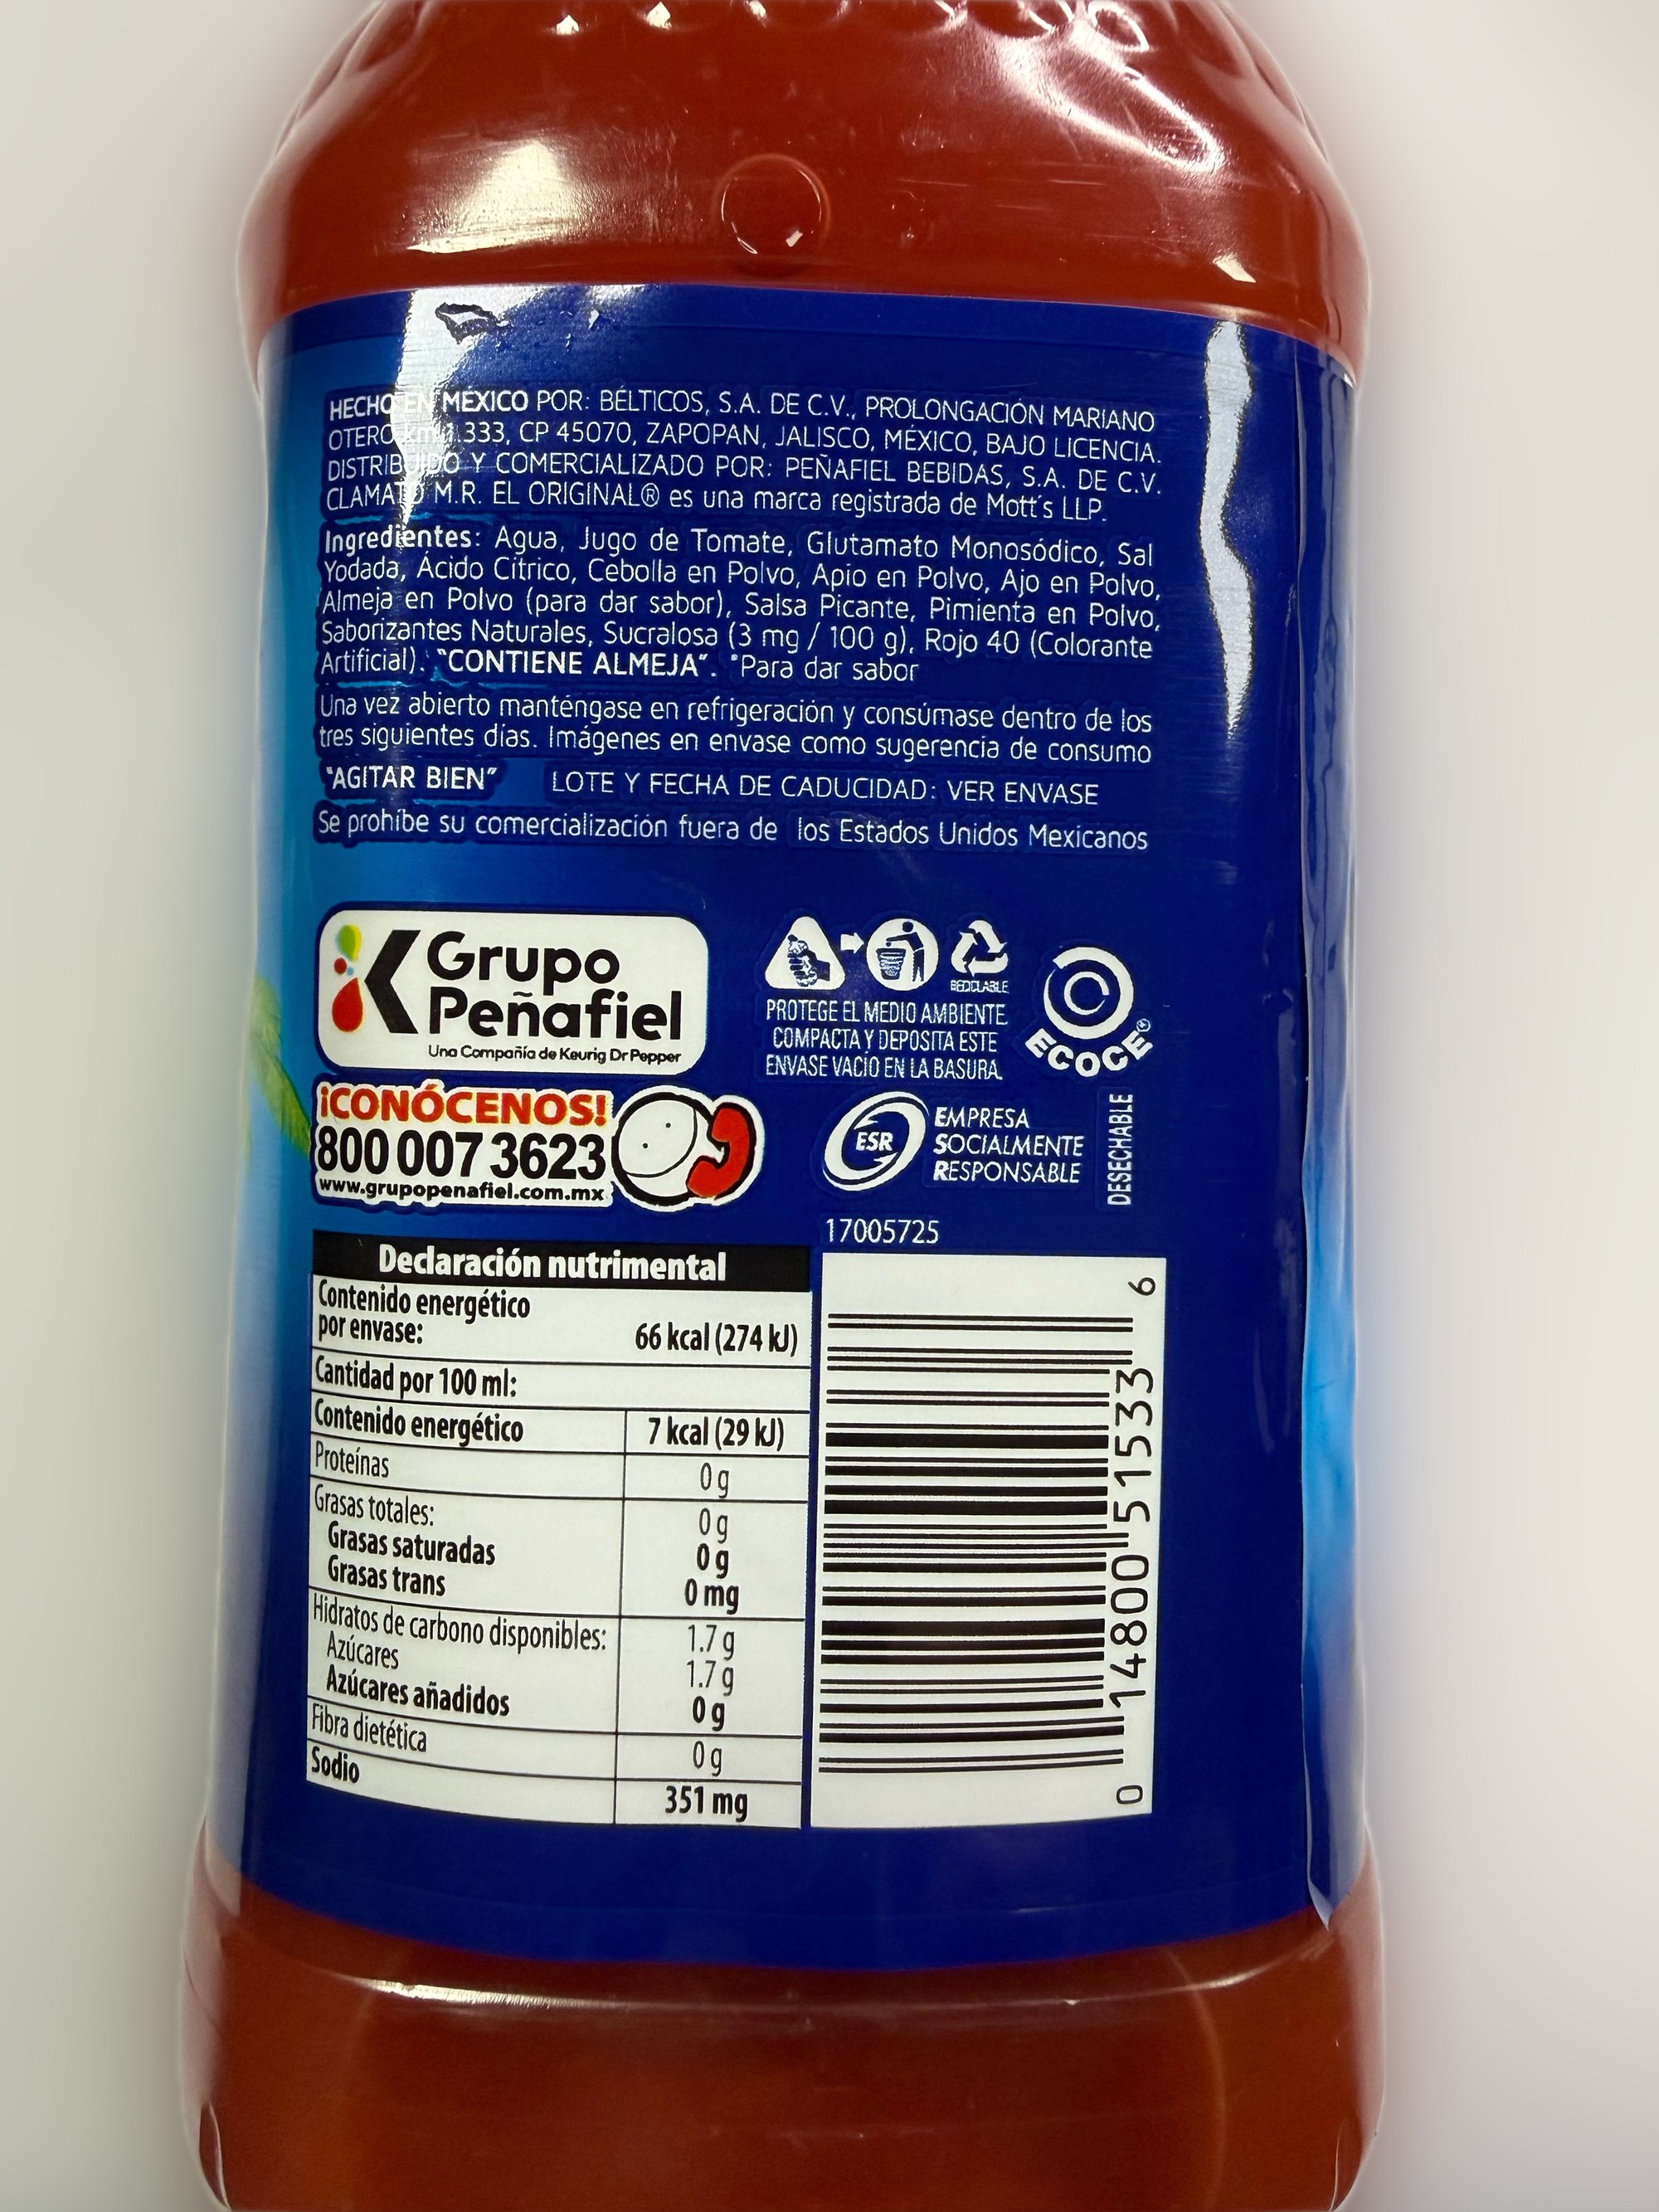 HECHO EN MÉXICO POR: BÉLTICOS, S.A. DE C.V., PROLONGACIÓN MARIANO
OTERO km .333, CP 45070, ZAPOPAN, JALISCO, MÉXICO, BAJO LICENCIA.
DISTRIBUIDO Y COMERCIALIZADO POR: PEÑAFIEL BEBIDAS, S.A. DE C.V.
CLAMATO M.R. EL ORIGINAL® es una marca registrada de Mott's LLP.
Ingredientes: Agua, Jugo de Tomate, Glutamato Monosódico, Sal
Yodada, Ácido Cítrico, Cebolla en Polvo, Apio en Polvo, Ajo en Polvo,
Almeja en Polvo (para dar sabor), Salsa Picante, Pimienta en Polvo,
Saborizantes Naturales, Sucralosa (3 mg / 100 g), Rojo 40 (Colorante
Artificial). "CONTIENE ALMEJA". *Para dar sabor
Una vez abierto manténgase en refrigeración y consúmase dentro de los
tres siguientes días. Imágenes en envase como sugerencia de consumo
"AGITAR BIEN" LOTE Y FECHA DE CADUCIDAD: VER ENVASE
Se prohíbe su comercialización fuera de los Estados Unidos Mexicanos
Grupo
Peñafiel
Una Compañía de Keurig Dr Pepper
RECICLABLE
PROTEGE EL MEDIO AMBIENTE.
COMPACTA Y DEPOSITA ESTE
ENVASE VACÍO EN LA BASURA.
ECOCE®
¡CONÓCENOS!
800 007 3623
www.grupopenafiel.com.mx
ESR
EMPRESA
SOCIALMENTE
RESPONSABLE
DESECHABLE
17005725
Declaración nutrimental
Contenido energético
por envase: 66 kcal (274 kJ)
Cantidad por 100 ml:
Contenido energético 7 kcal (29 kJ)
Proteínas 0 g
Grasas totales: 0 g
Grasas saturadas 0 g
Grasas trans 0 mg
Hidratos de carbono disponibles: 1.7 g
Azúcares 1.7 g
Azúcares añadidos 0 g
Fibra dietética 0 g
Sodio 351 mg
0 14800 51533 6